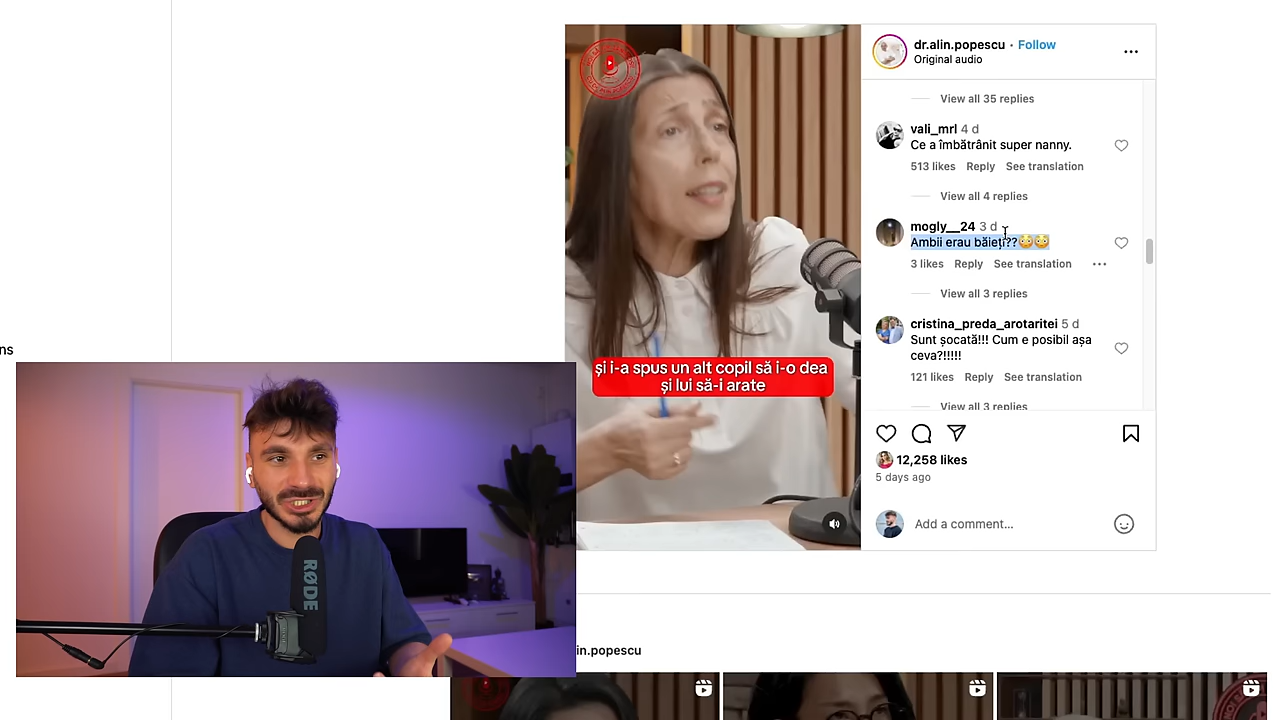 dr.alin.popescu · Follow
Original audio
View all 35 replies
vali_mrl 4 d
Ce a îmbătrânit super nanny.
513 likes Reply See translation
View all 4 replies
mogly__24 3 d
Ambii erau băieți??😳😳
3 likes Reply See translation
View all 3 replies
cristina_preda_arotaritei 5 d
Sunt șocată!!! Cum e posibil așa
ceva?!!!!!
121 likes Reply See translation
View all 3 replies
12,258 likes
5 days ago
Add a comment...
și i-a spus un alt copil să i-o dea
și lui să-i arate
ns
RØDE
in.popescu